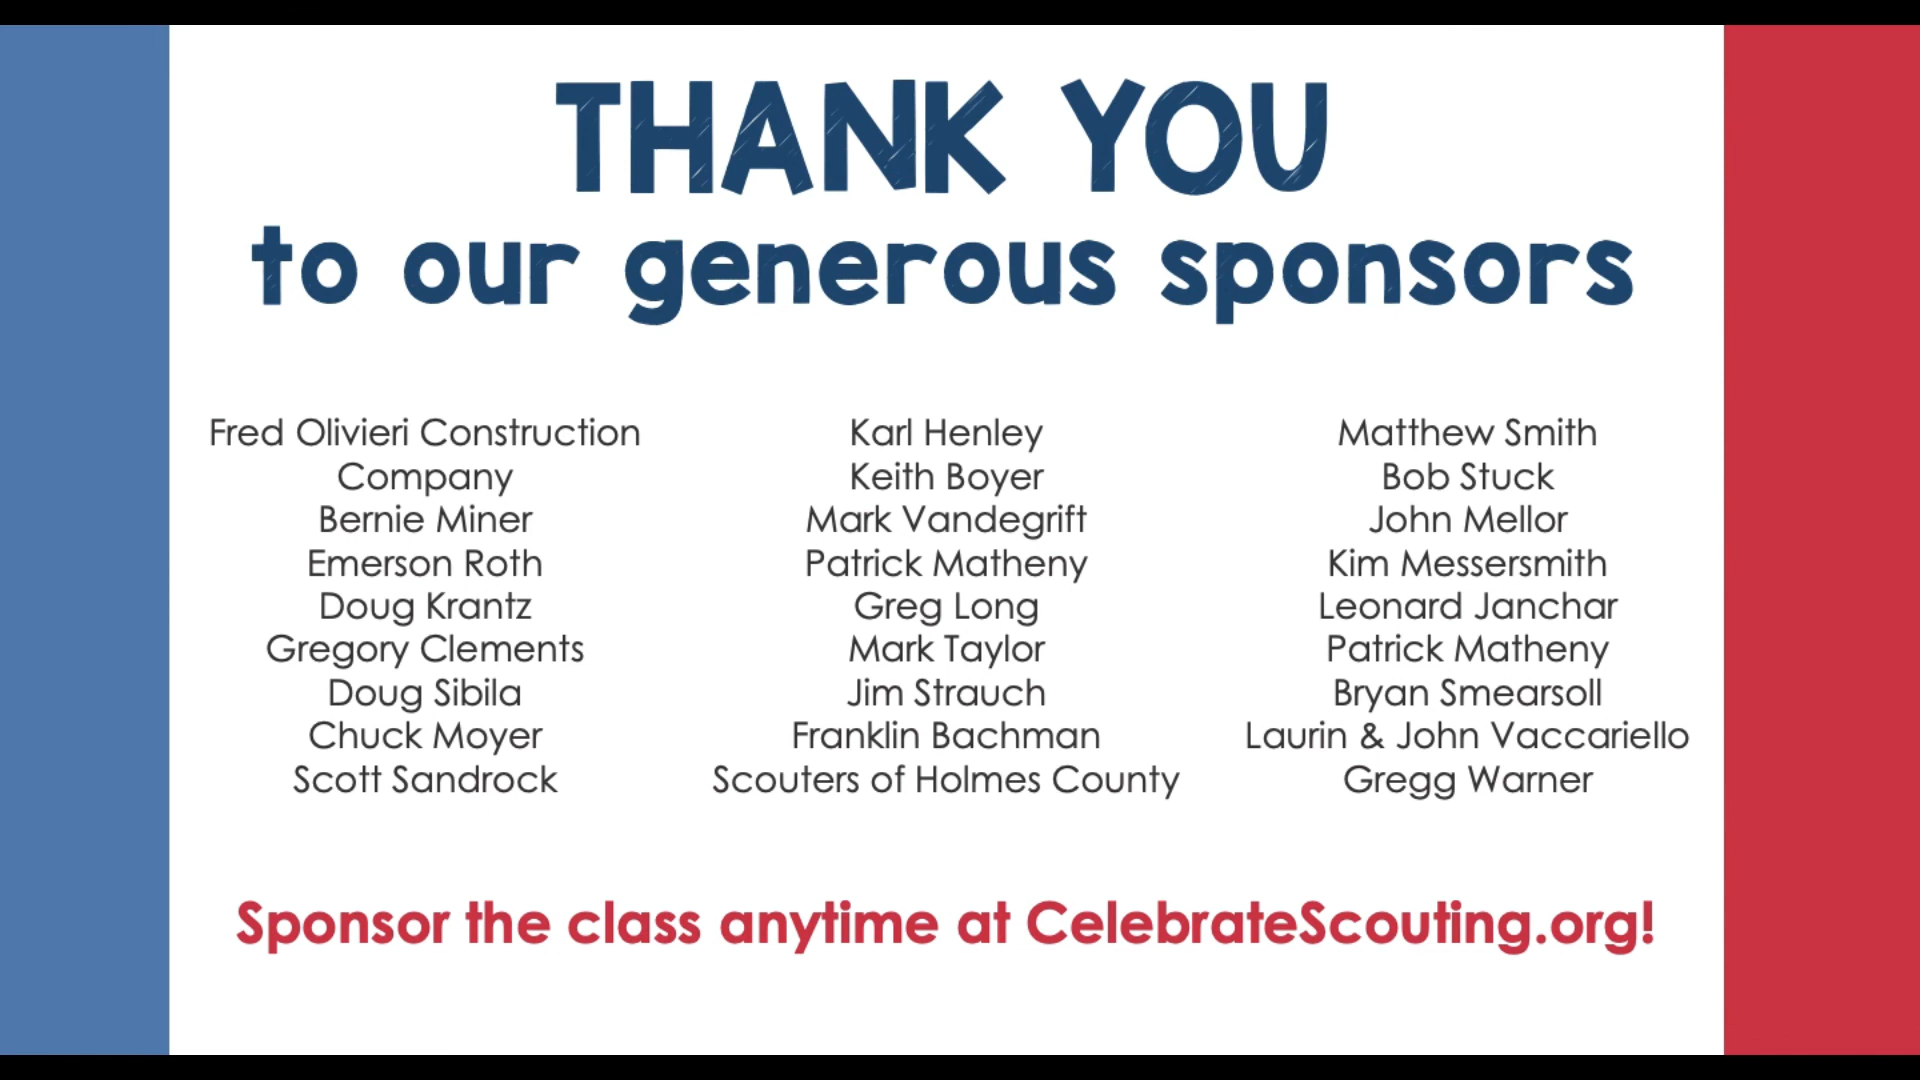 THANK YOU
to our generous sponsors
Fred Olivieri Construction
Company
Bernie Miner
Emerson Roth
Doug Krantz
Gregory Clements
Doug Sibila
Chuck Moyer
Scott Sandrock
Karl Henley
Keith Boyer
Mark Vandegrift
Patrick Matheny
Greg Long
Mark Taylor
Jim Strauch
Franklin Bachman
Scouters of Holmes County
Matthew Smith
Bob Stuck
John Mellor
Kim Messersmith
Leonard Janchar
Patrick Matheny
Bryan Smearsoll
Laurin & John Vaccariello
Gregg Warner
Sponsor the class anytime at CelebrateScouting.org!